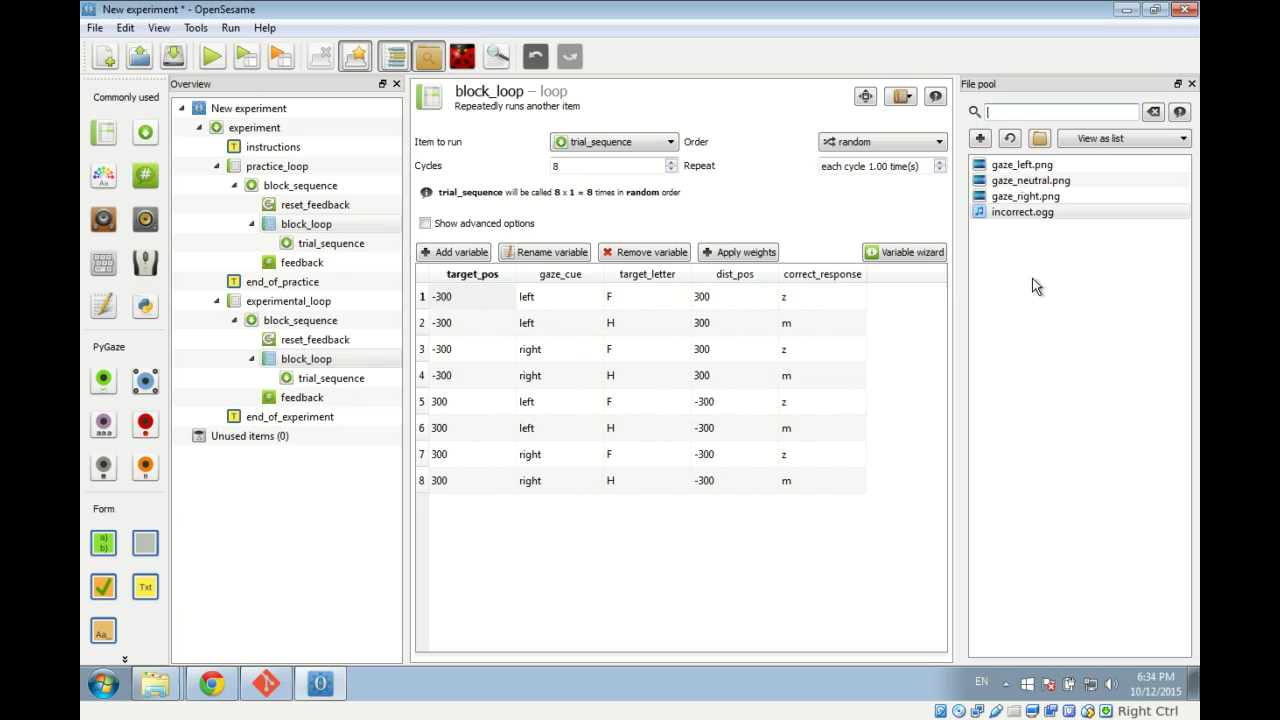 New experiment * - OpenSesame
File Edit View Tools Run Help
Commonly used
Aa
PyGaze
aaa
Form
a)
b)
Txt
Aa_
Overview
New experiment
experiment
instructions
practice_loop
block_sequence
reset_feedback
block_loop
trial_sequence
feedback
end_of_practice
experimental_loop
block_sequence
reset_feedback
block_loop
trial_sequence
feedback
end_of_experiment
Unused items (0)
block_loop – loop
Repeatedly runs another item
Item to run trial_sequence Order random
Cycles 8 Repeat each cycle 1.00 time(s)
trial_sequence will be called 8 x 1 = 8 times in random order
Show advanced options
Add variable Rename variable Remove variable Apply weights Variable wizard
target_pos gaze_cue target_letter dist_pos correct_response
1 -300 left F 300 z
2 -300 left H 300 m
3 -300 right F 300 z
4 -300 right H 300 m
5 300 left F -300 z
6 300 left H -300 m
7 300 right F -300 z
8 300 right H -300 m
File pool
View as list
gaze_left.png
gaze_neutral.png
gaze_right.png
incorrect.ogg
EN
6:34 PM
10/12/2015
Right Ctrl